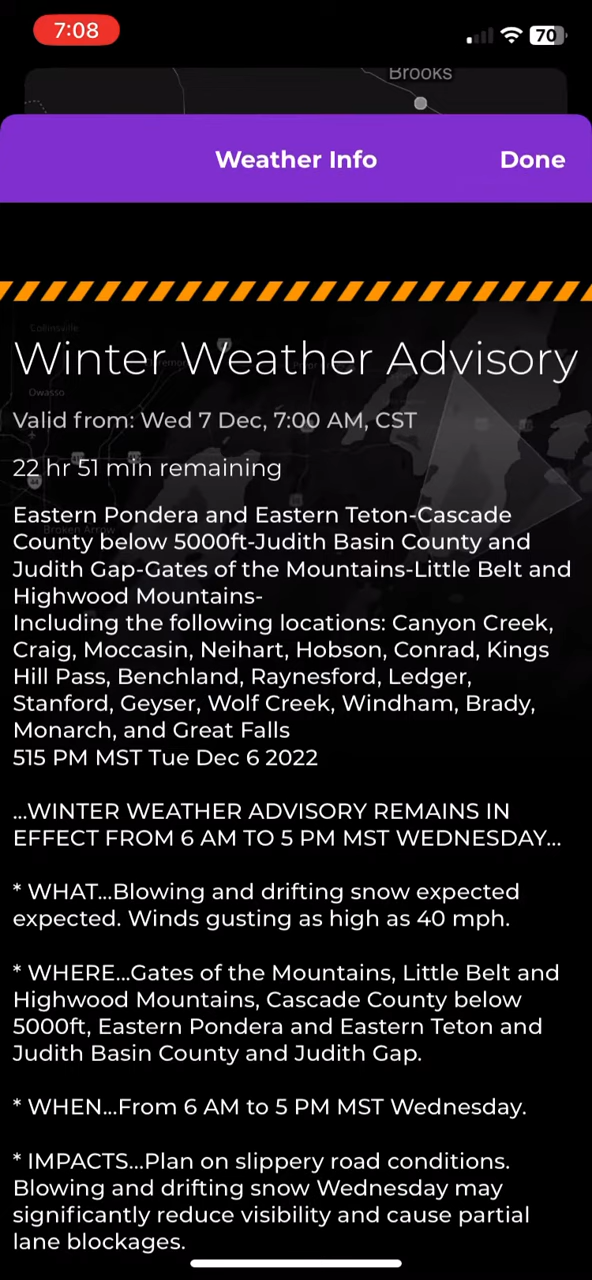 7:08
70
Brooks
Weather Info
Done
Collinsville
Owasso
44
Broken Arrow
Winter Weather Advisory
Valid from: Wed 7 Dec, 7:00 AM, CST
22 hr 51 min remaining
Eastern Pondera and Eastern Teton-Cascade
County below 5000ft-Judith Basin County and
Judith Gap-Gates of the Mountains-Little Belt and
Highwood Mountains-
Including the following locations: Canyon Creek,
Craig, Moccasin, Neihart, Hobson, Conrad, Kings
Hill Pass, Benchland, Raynesford, Ledger,
Stanford, Geyser, Wolf Creek, Windham, Brady,
Monarch, and Great Falls
515 PM MST Tue Dec 6 2022
...WINTER WEATHER ADVISORY REMAINS IN
EFFECT FROM 6 AM TO 5 PM MST WEDNESDAY...
* WHAT...Blowing and drifting snow expected
expected. Winds gusting as high as 40 mph.
* WHERE...Gates of the Mountains, Little Belt and
Highwood Mountains, Cascade County below
5000ft, Eastern Pondera and Eastern Teton and
Judith Basin County and Judith Gap.
* WHEN...From 6 AM to 5 PM MST Wednesday.
* IMPACTS...Plan on slippery road conditions.
Blowing and drifting snow Wednesday may
significantly reduce visibility and cause partial
lane blockages.